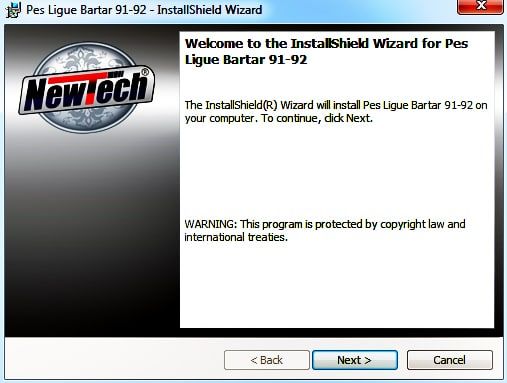 Pes Ligue Bartar 91-92 - InstallShield Wizard
NewTech®
Welcome to the InstallShield Wizard for Pes
Ligue Bartar 91-92
The InstallShield(R) Wizard will install Pes Ligue Bartar 91-92 on
your computer. To continue, click Next.
WARNING: This program is protected by copyright law and
international treaties.
< Back
Next >
Cancel